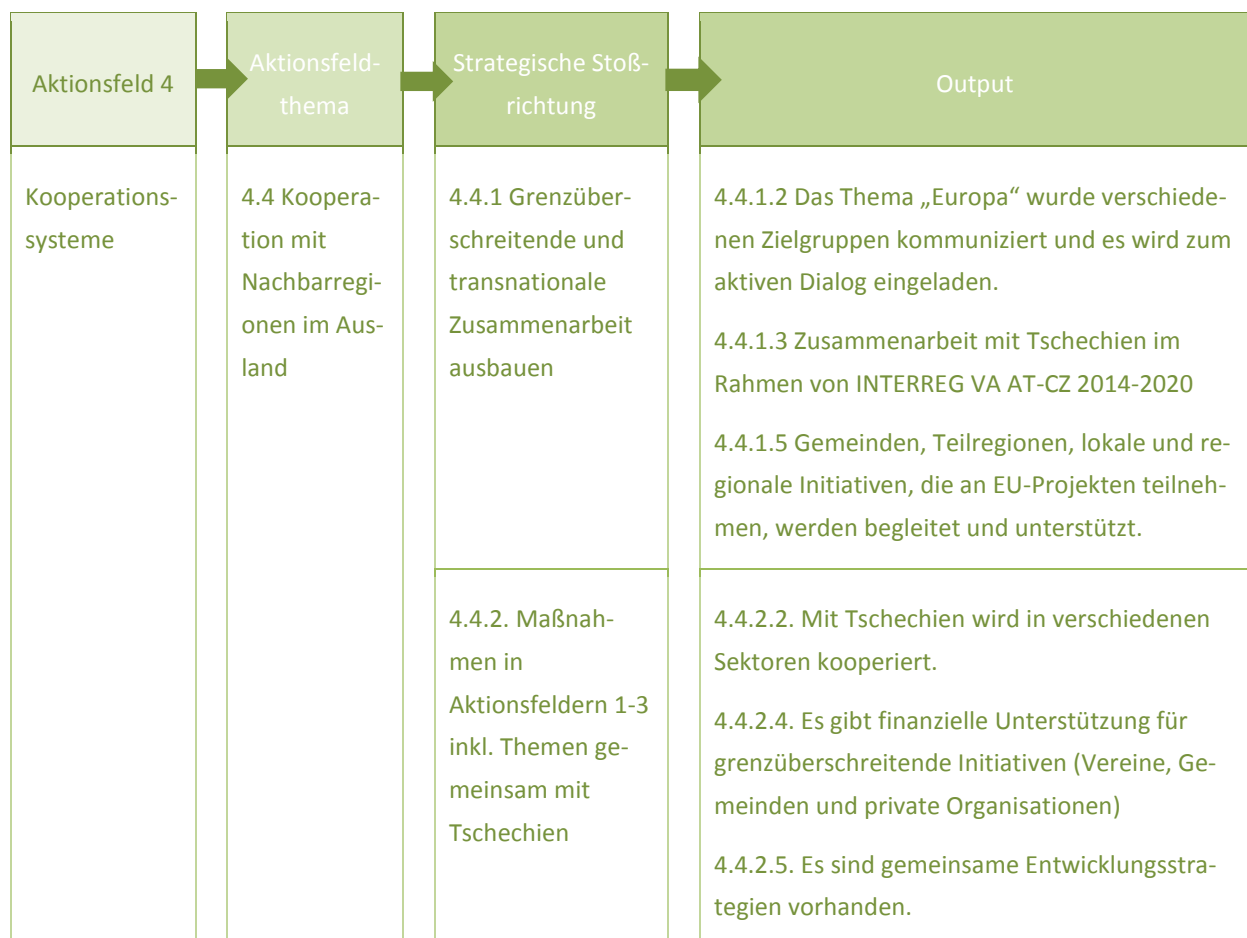 Aktionsfeld 4
Aktionsfeld-
thema
Strategische Stoß-
richtung
Output
Kooperations-
systeme
4.4 Koopera-
tion mit
Nachbarregi-
onen im Aus-
land
4.4.1 Grenzüber-
schreitende und
transnationale
Zusammenarbeit
ausbauen
4.4.1.2 Das Thema „Europa“ wurde verschiede-
nen Zielgruppen kommuniziert und es wird zum
aktiven Dialog eingeladen.
4.4.1.3 Zusammenarbeit mit Tschechien im
Rahmen von INTERREG VA AT-CZ 2014-2020
4.4.1.5 Gemeinden, Teilregionen, lokale und re-
gionale Initiativen, die an EU-Projekten teilneh-
men, werden begleitet und unterstützt.
4.4.2. Maßnah-
men in
Aktionsfeldern 1-3
inkl. Themen ge-
meinsam mit
Tschechien
4.4.2.2. Mit Tschechien wird in verschiedenen
Sektoren kooperiert.
4.4.2.4. Es gibt finanzielle Unterstützung für
grenzüberschreitende Initiativen (Vereine, Ge-
meinden und private Organisationen)
4.4.2.5. Es sind gemeinsame Entwicklungsstra-
tegien vorhanden.